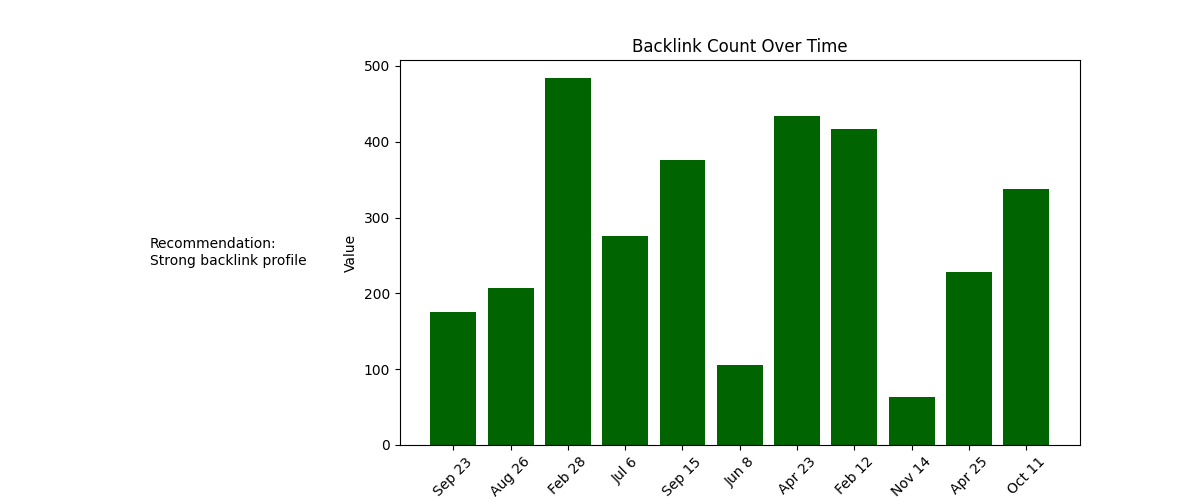 Backlink Count Over Time
500
400
300
200
100
0
Value
Recommendation:
Strong backlink profile
Sep 23
Aug 26
Feb 28
Jul 6
Sep 15
Jun 8
Apr 23
Feb 12
Nov 14
Apr 25
Oct 11